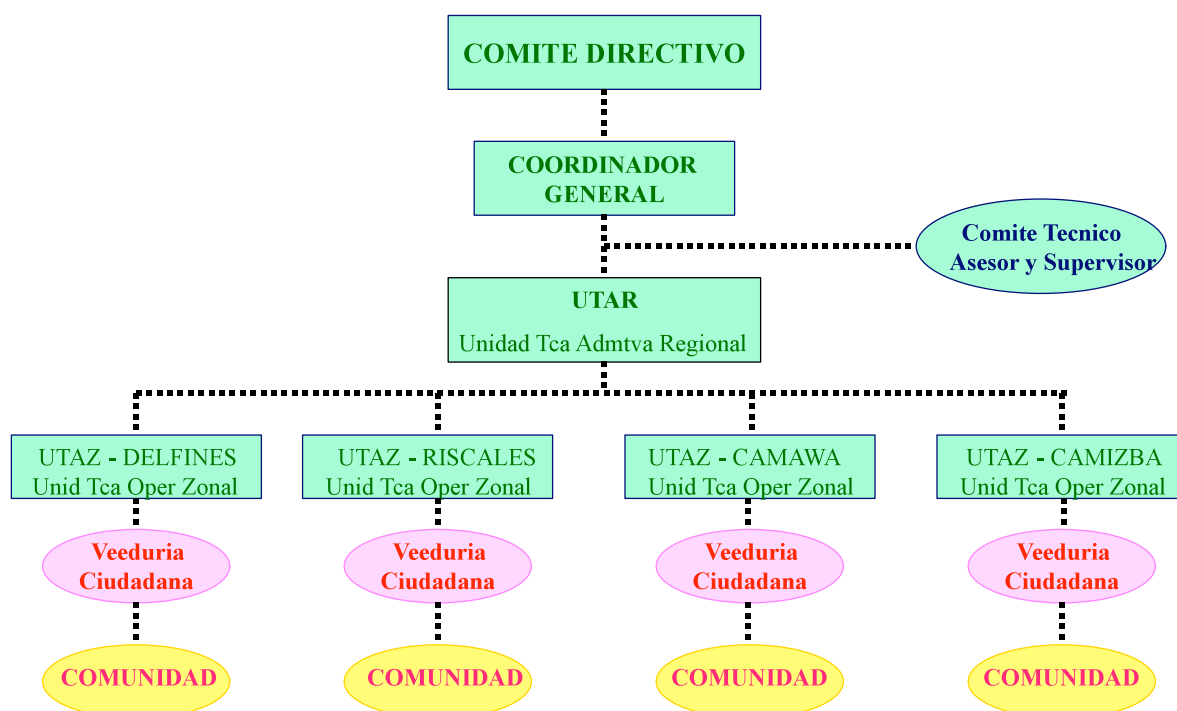 COMITE DIRECTIVO
COORDINADOR
GENERAL
Comite Tecnico
Asesor y Supervisor
UTAR
Unidad Tca Admtva Regional
UTAZ - DELFINES
Unid Tca Oper Zonal
UTAZ - RISCALES
Unid Tca Oper Zonal
UTAZ - CAMAWA
Unid Tca Oper Zonal
UTAZ - CAMIZBA
Unid Tca Oper Zonal
Veeduria
Ciudadana
Veeduria
Ciudadana
Veeduria
Ciudadana
Veeduria
Ciudadana
COMUNIDAD
COMUNIDAD
COMUNIDAD
COMUNIDAD